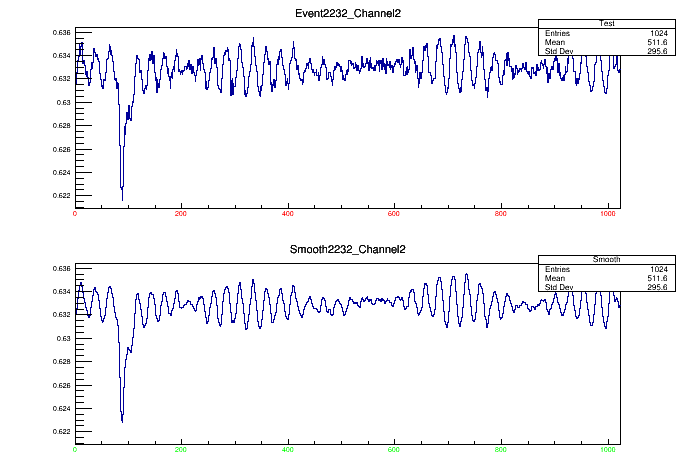 Event2232_Channel2
Test
Entries 1024
Mean 511.6
Std Dev 295.6
0.636
0.634
0.632
0.63
0.628
0.626
0.624
0.622
0 200 400 600 800 1000
Smooth2232_Channel2
Smooth
Entries 1024
Mean 511.6
Std Dev 295.6
0.636
0.634
0.632
0.63
0.628
0.626
0.624
0.622
0 200 400 600 800 1000